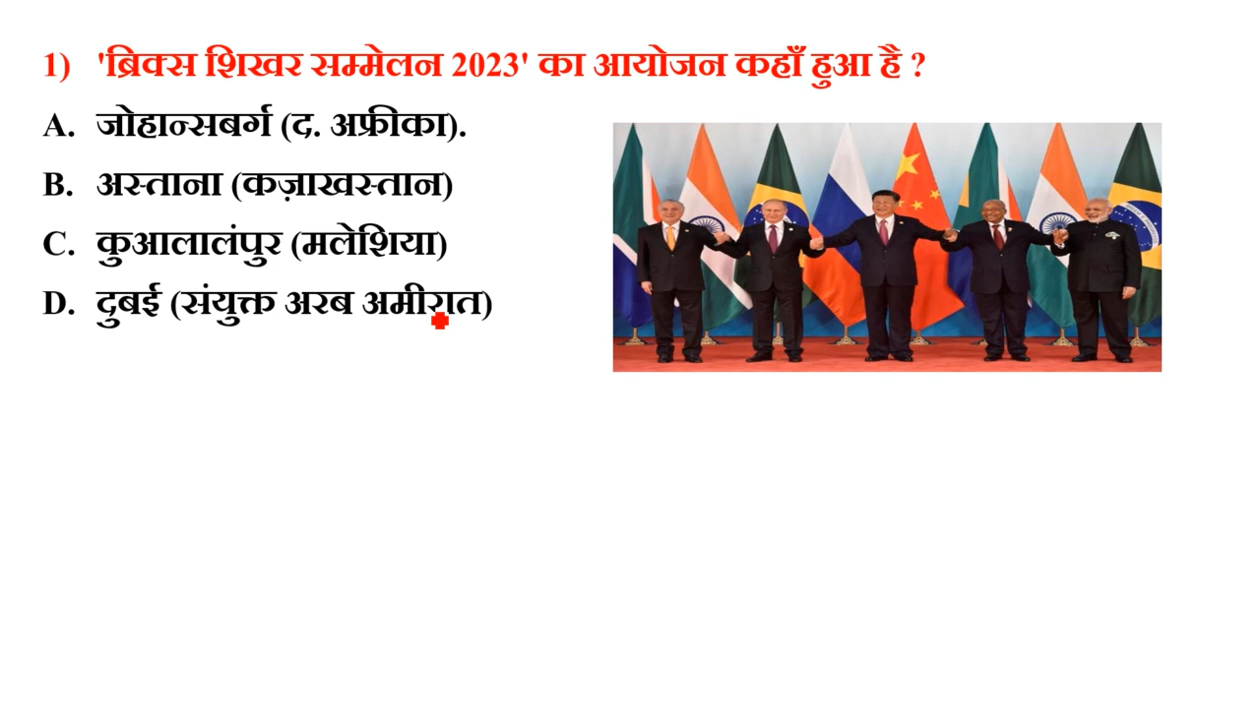 1) 'ब्रिक्स शिखर सम्मेलन 2023' का आयोजन कहाँ हुआ है ?
A. जोहान्सबर्ग (द. अफ्रीका).
B. अस्ताना (कज़ाखस्तान)
C. कुआलालंपुर (मलेशिया)
D. दुबई (संयुक्त अरब अमीरात)